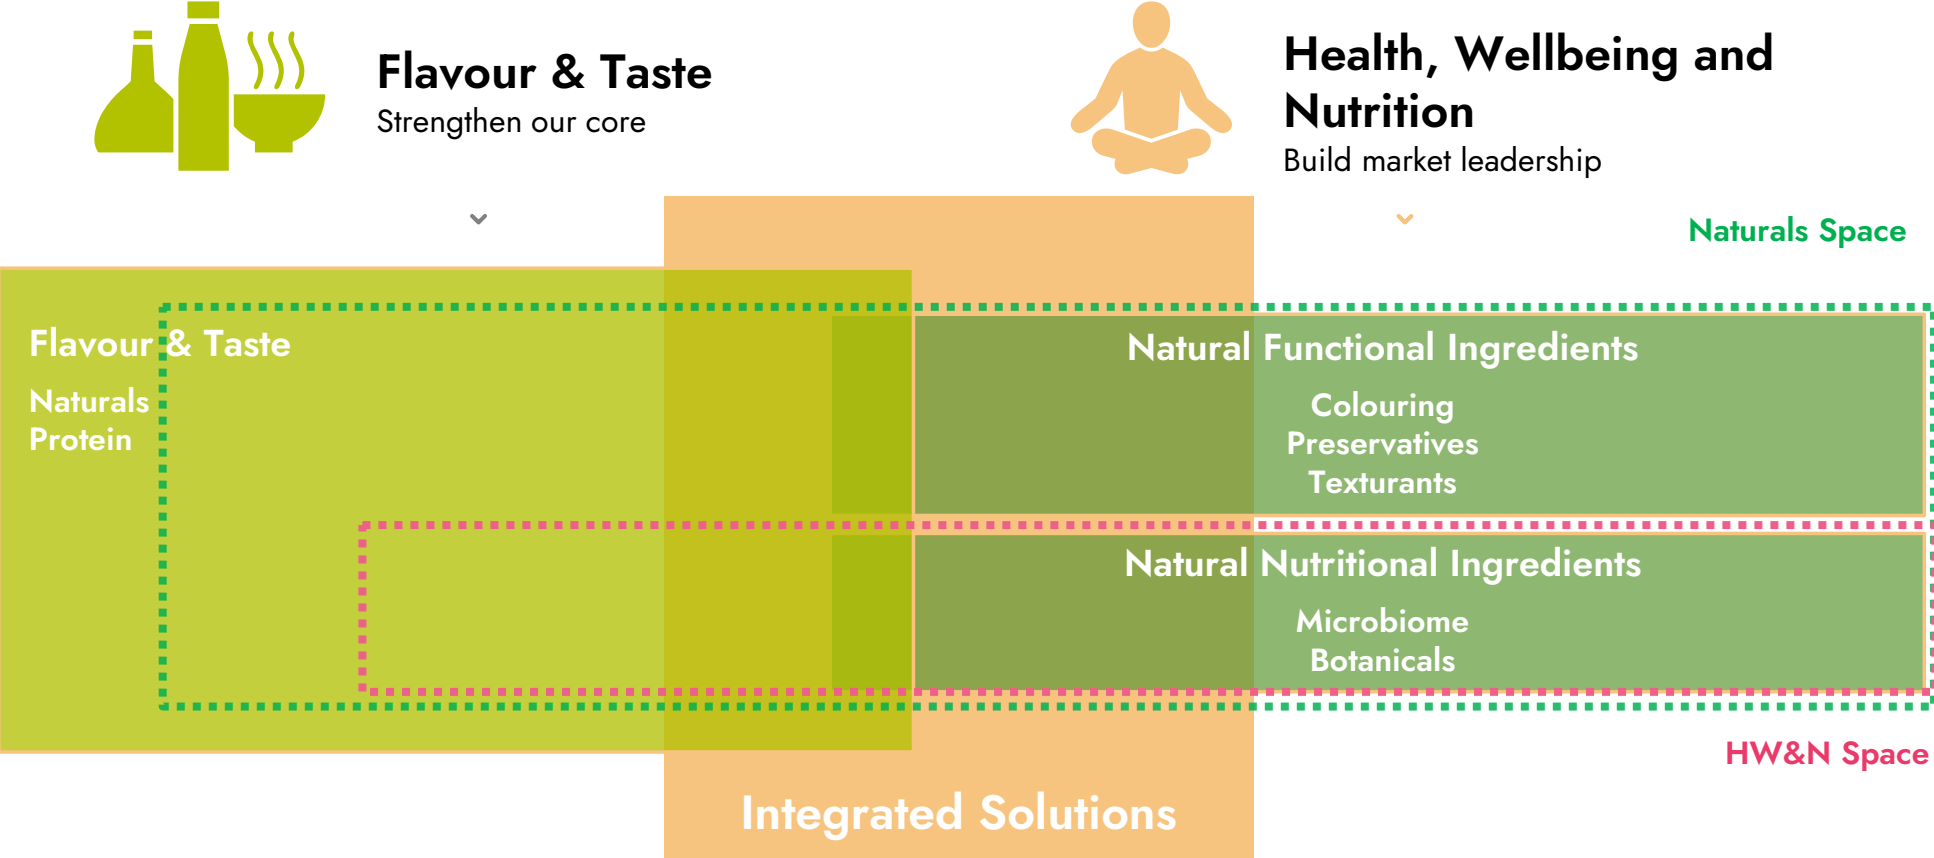 Flavour & Taste
Strengthen our core
Health, Wellbeing and
Nutrition
Build market leadership
Naturals Space
Flavour & Taste
Naturals
Protein
Natural Functional Ingredients
Colouring
Preservatives
Texturants
Natural Nutritional Ingredients
Microbiome
Botanicals
HW&N Space
Integrated Solutions